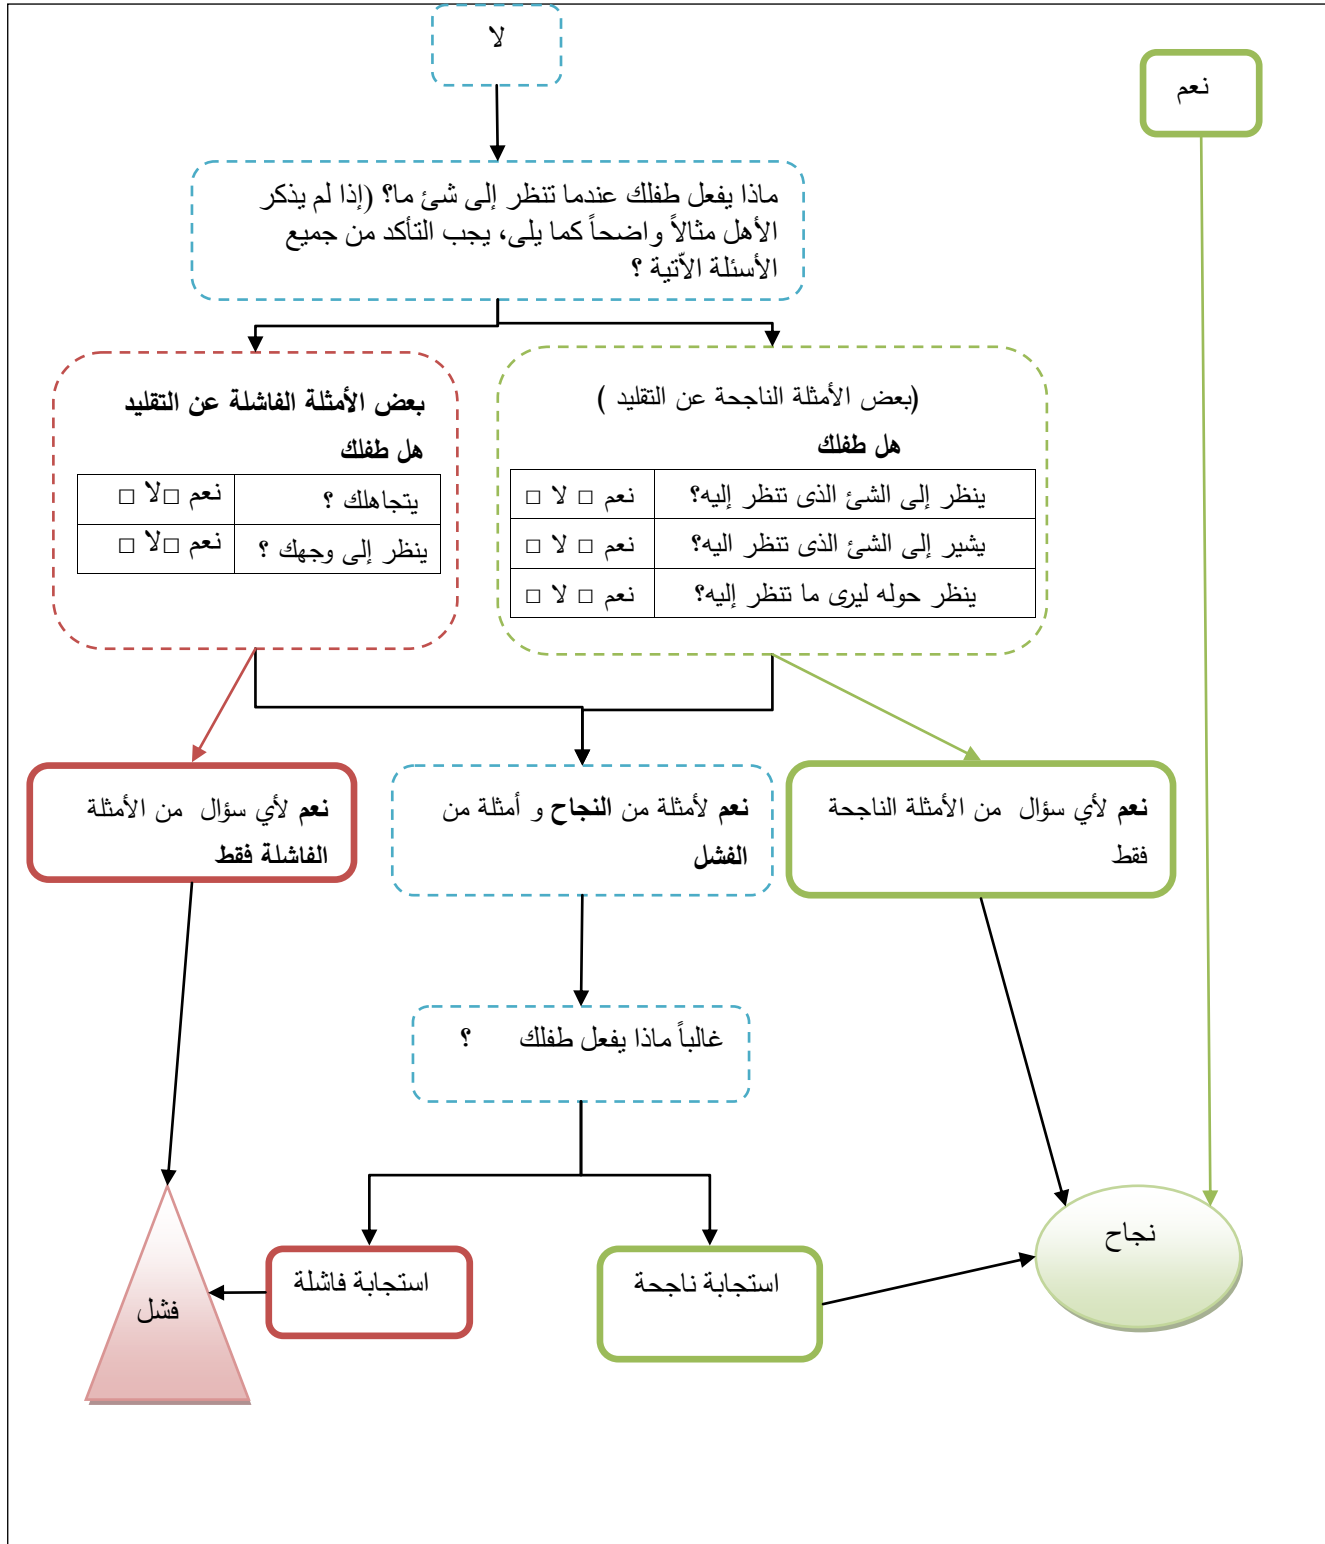 لا
نعم
ماذا يفعل طفلك عندما تنظر إلى شئ ما؟ (إذا لم يذكر
الأهل مثالاً واضحاً كما يلى، يجب التأكد من جميع
الأسئلة الاّتية ؟
(بعض الأمثلة الناجحة عن التقليد )
هل طفلك
ينظر إلى الشئ الذى تنظر إليه؟ نعم □ لا □
يشير إلى الشئ الذى تنظر اليه؟ نعم □ لا □
ينظر حوله ليرى ما تنظر إليه؟ نعم □ لا □
بعض الأمثلة الفاشلة عن التقليد
هل طفلك
يتجاهلك ؟ نعم □لا □
ينظر إلى وجهك ؟ نعم □لا □
نعم لأي سؤال من الأمثلة الناجحة
فقط
نعم لأمثلة من النجاح و أمثلة من
الفشل
نعم لأي سؤال من الأمثلة
الفاشلة فقط
غالباً ماذا يفعل طفلك ؟
استجابة ناجحة
استجابة فاشلة
نجاح
فشل